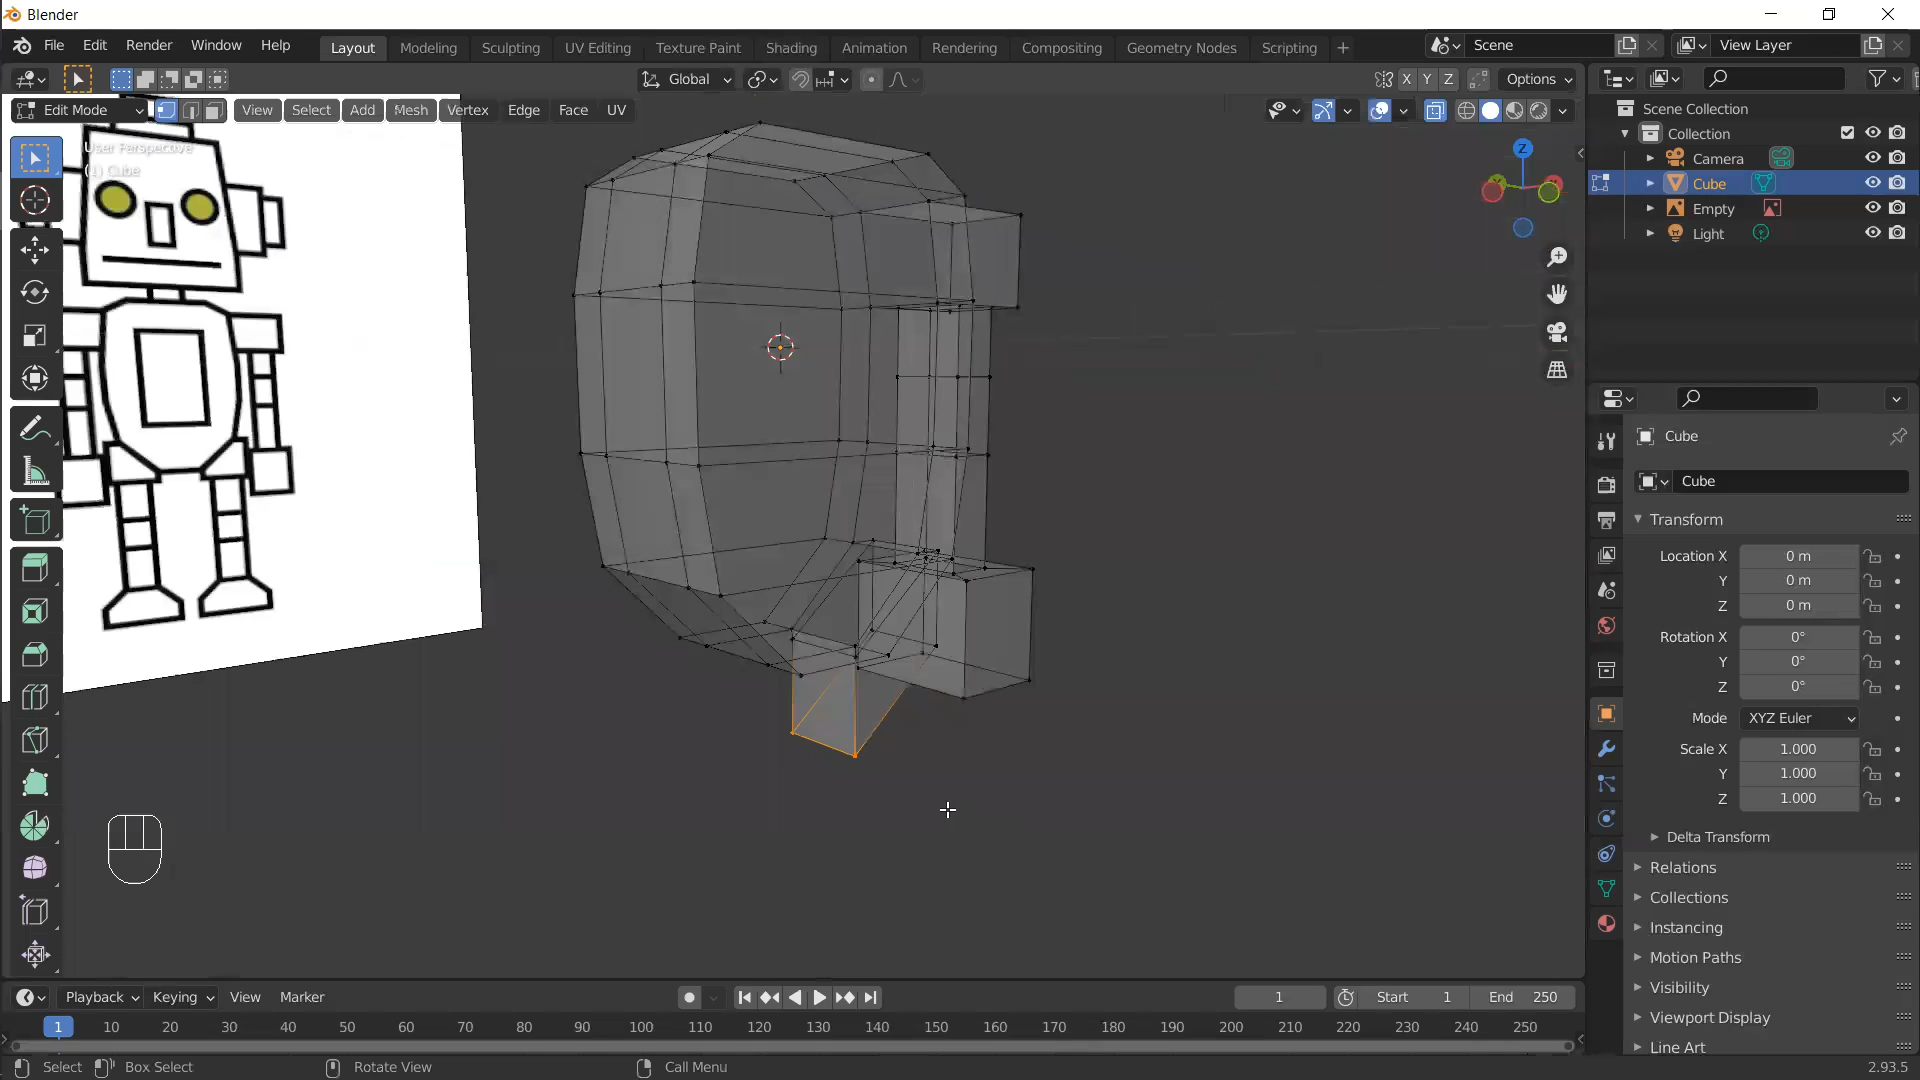 Blender
File Edit Render Window Help Layout Modeling Sculpting UV Editing Texture Paint Shading Animation Rendering Compositing Geometry Nodes Scripting + Scene View Layer
Global X Y Z Options
Edit Mode View Select Add Mesh Vertex Edge Face UV
User Perspective
(1) Cube
Z
Scene Collection
Collection
Camera
Cube
Empty
Light
Cube
Cube
Transform
Location X 0 m
Y 0 m
Z 0 m
Rotation X 0°
Y 0°
Z 0°
Mode XYZ Euler
Scale X 1.000
Y 1.000
Z 1.000
Delta Transform
Relations
Collections
Instancing
Motion Paths
Visibility
Viewport Display
Line Art
Playback Keying View Marker 1 Start 1 End 250
1 10 20 30 40 50 60 70 80 90 100 110 120 130 140 150 160 170 180 190 200 210 220 230 240 250
Select Box Select Rotate View Call Menu 2.93.5